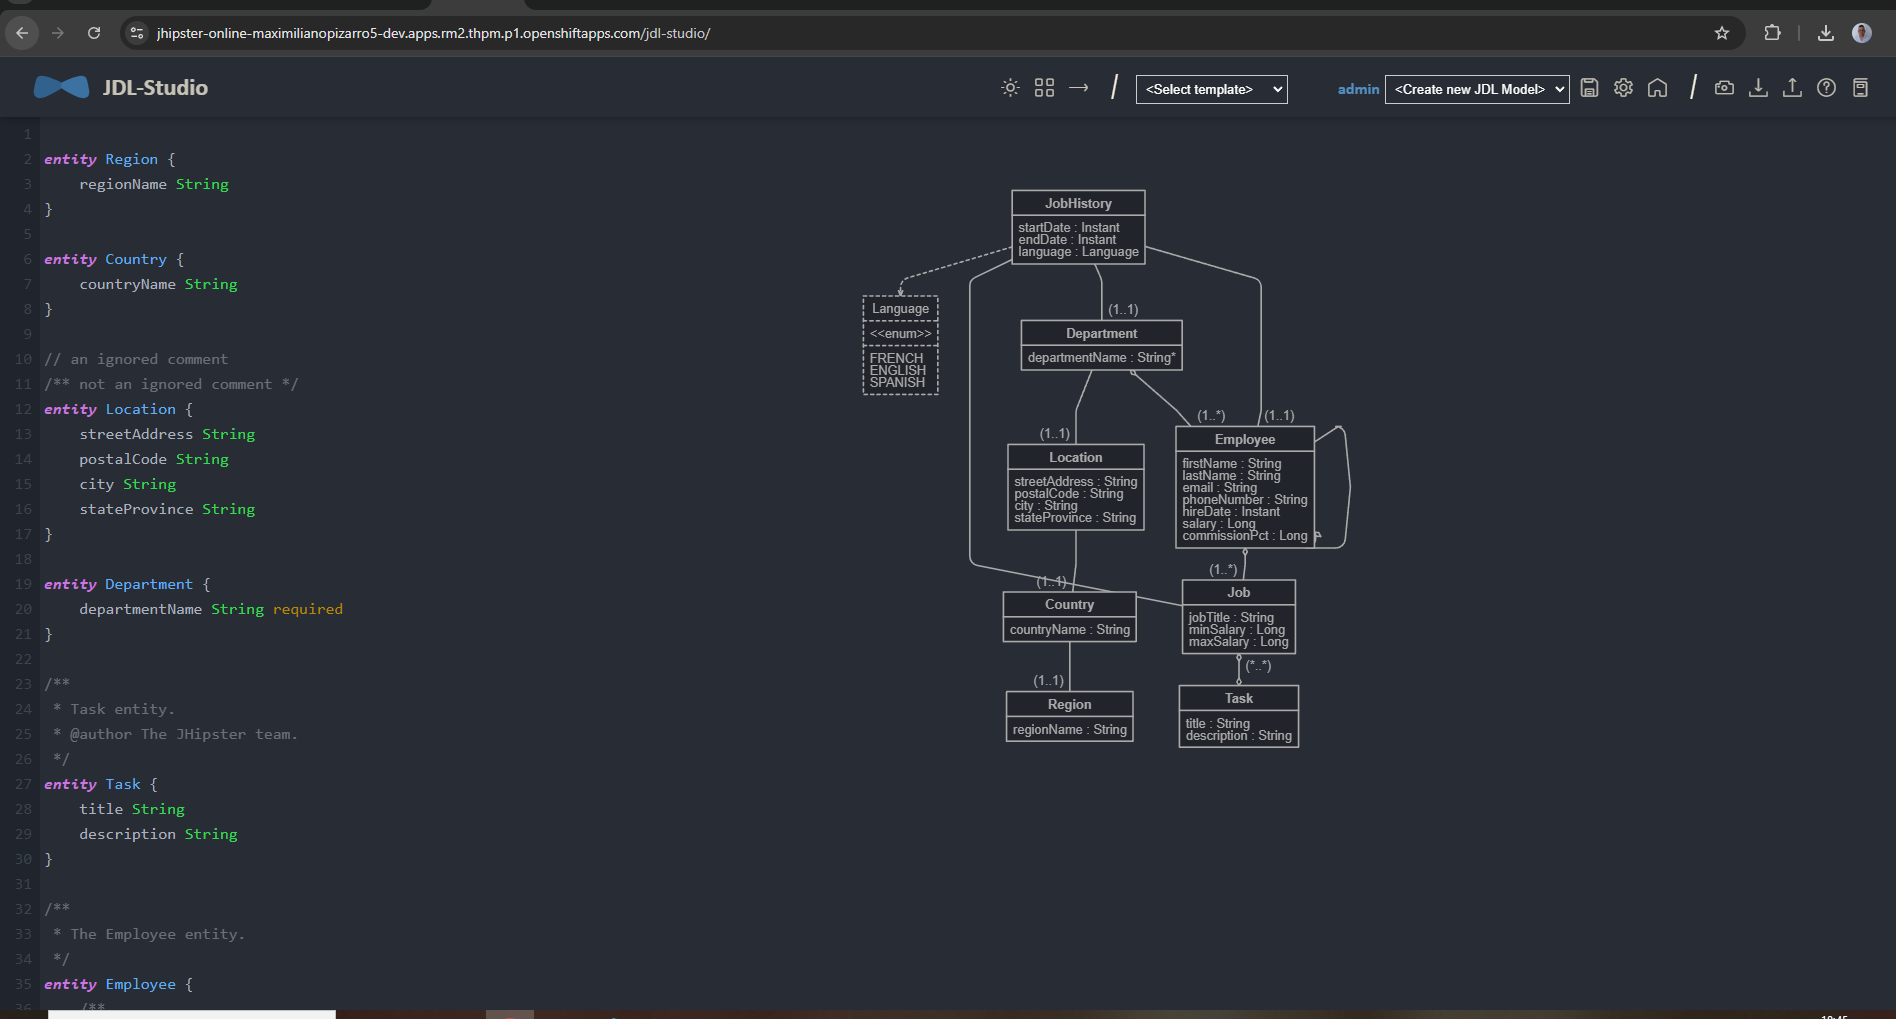 jhipster-online-maximilianopizarro5-dev.apps.rm2.thpm.p1.openshiftapps.com/jdl-studio/
JDL-Studio
/
<Select template>
admin
<Create new JDL Model>
/
1
2 entity Region {
3 regionName String
4 }
5
6 entity Country {
7 countryName String
8 }
9
10 // an ignored comment
11 /** not an ignored comment */
12 entity Location {
13 streetAddress String
14 postalCode String
15 city String
16 stateProvince String
17 }
18
19 entity Department {
20 departmentName String required
21 }
22
23 /**
24 * Task entity.
25 * @author The JHipster team.
26 */
27 entity Task {
28 title String
29 description String
30 }
31
32 /**
33 * The Employee entity.
34 */
35 entity Employee {
36 /**
JobHistory
startDate : Instant
endDate : Instant
language : Language
Language
<<enum>>
FRENCH
ENGLISH
SPANISH
(1..1)
Department
departmentName : String*
(1..1)
Location
streetAddress : String
postalCode : String
city : String
stateProvince : String
(1..*)
(1..1)
Employee
firstName : String
lastName : String
email : String
phoneNumber : String
hireDate : Instant
salary : Long
commissionPct : Long
(1..1)
Country
countryName : String
(1..*)
Job
jobTitle : String
minSalary : Long
maxSalary : Long
(1..1)
Region
regionName : String
(*..*)
Task
title : String
description : String